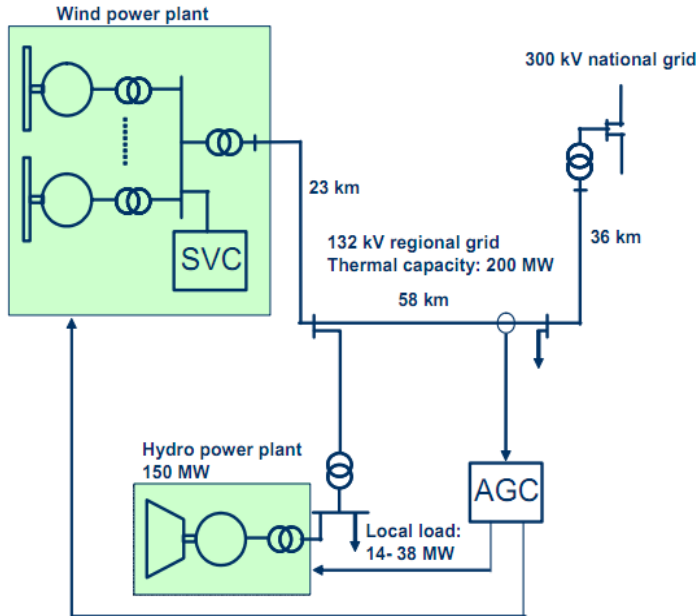 Wind power plant
300 kV national grid
23 km
SVC
132 kV regional grid
Thermal capacity: 200 MW
36 km
58 km
Hydro power plant
150 MW
AGC
Local load:
14- 38 MW